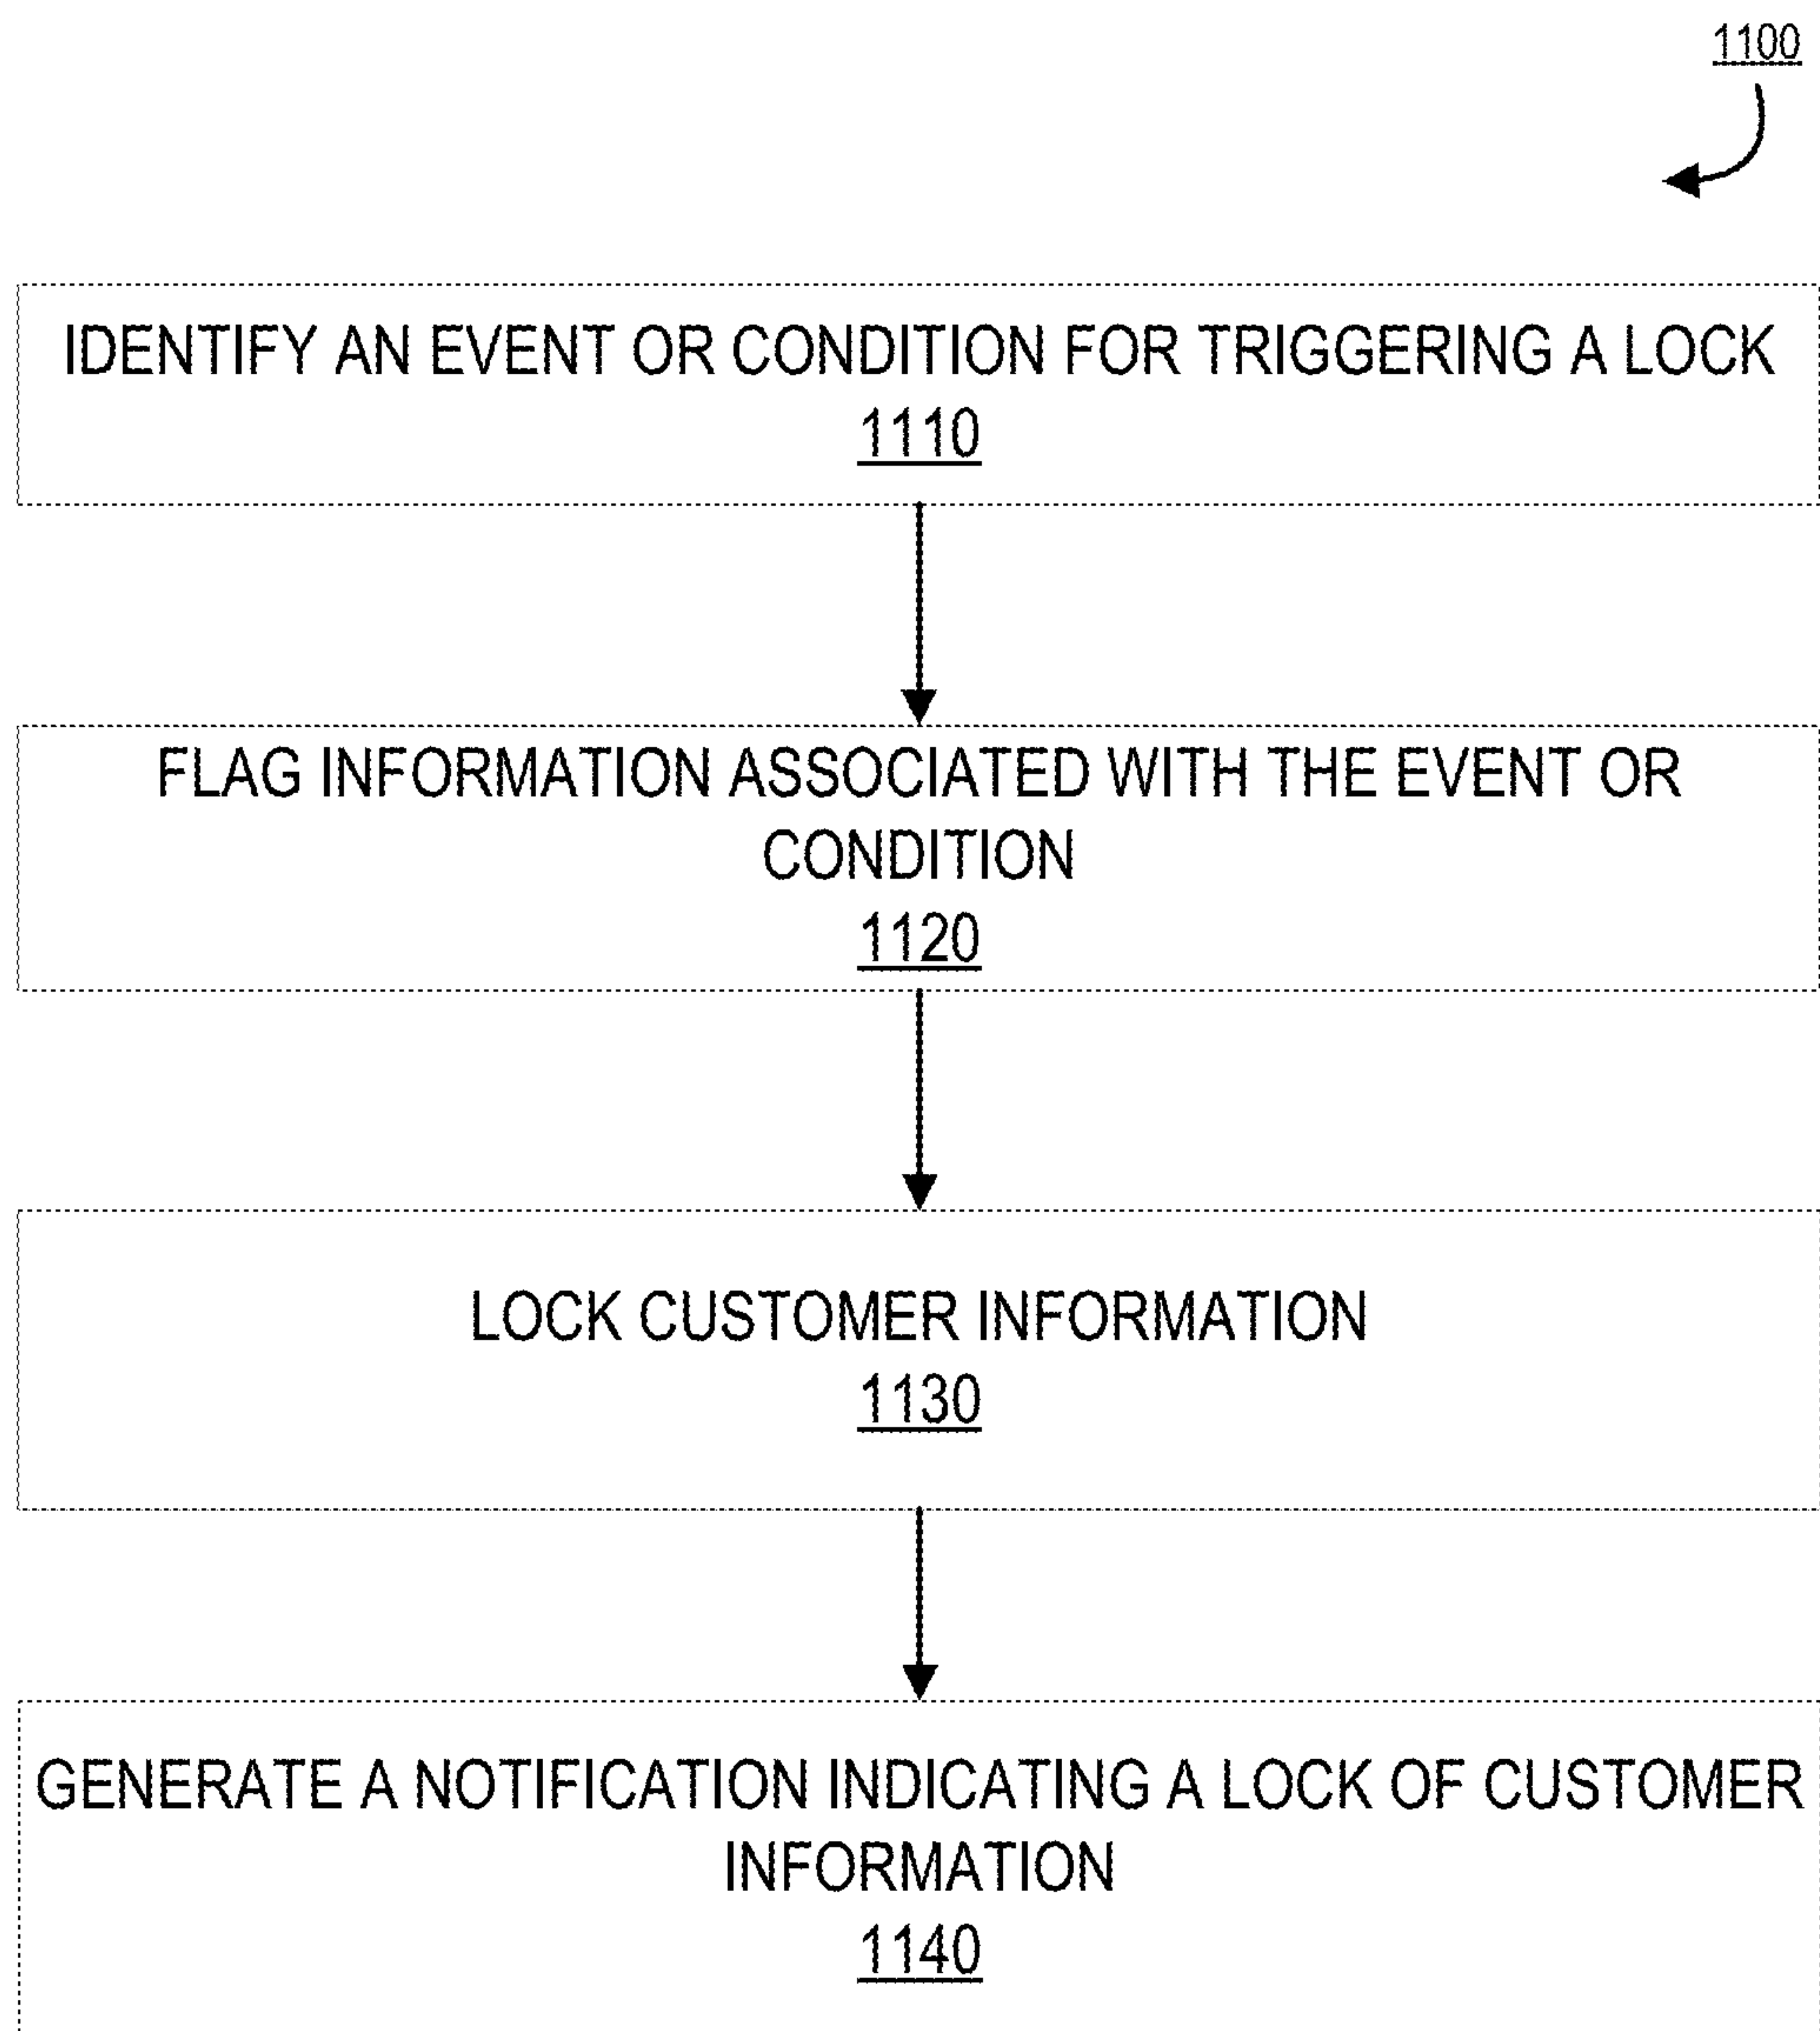 1100
IDENTIFY AN EVENT OR CONDITION FOR TRIGGERING A LOCK
1110
FLAG INFORMATION ASSOCIATED WITH THE EVENT OR
CONDITION
1120
LOCK CUSTOMER INFORMATION
1130
GENERATE A NOTIFICATION INDICATING A LOCK OF CUSTOMER
INFORMATION
1140